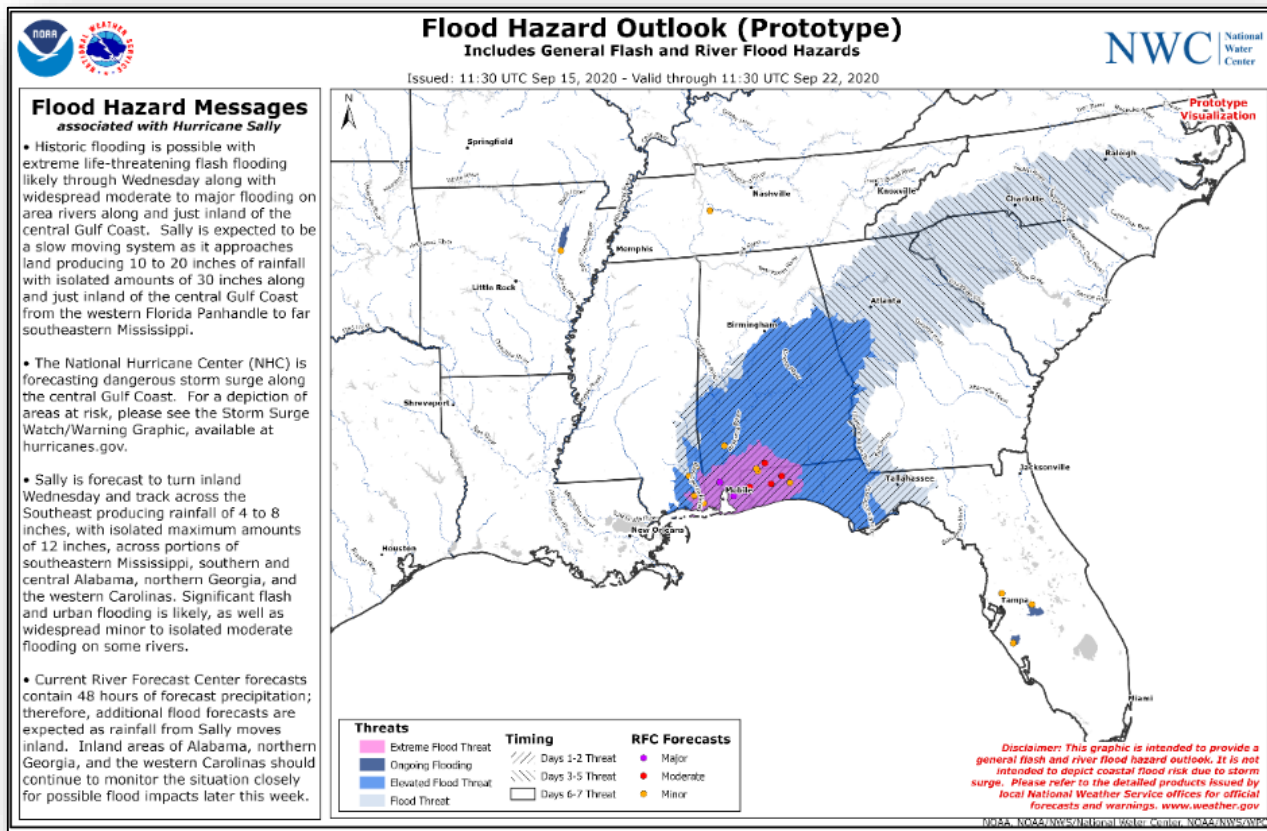 Flood Hazard Outlook (Prototype)
Includes General Flash and River Flood Hazards
Issued: 11:30 UTC Sep 15, 2020 - Valid through 11:30 UTC Sep 22, 2020
NOAA
NWC
National
Water
Center
Flood Hazard Messages
associated with Hurricane Sally
• Historic flooding is possible with
extreme life-threatening flash flooding
likely through Wednesday along with
widespread moderate to major flooding on
area rivers along and just inland of the
central Gulf Coast. Sally is expected to be
a slow moving system as it approaches
land producing 10 to 20 inches of rainfall
with isolated amounts of 30 inches along
and just inland of the central Gulf Coast
from the western Florida Panhandle to far
southeastern Mississippi.
• The National Hurricane Center (NHC) is
forecasting dangerous storm surge along
the central Gulf Coast. For a depiction of
areas at risk, please see the Storm Surge
Watch/Warning Graphic, available at
hurricanes.gov.
• Sally is forecast to turn inland
Wednesday and track across the
Southeast producing rainfall of 4 to 8
inches, with isolated maximum amounts
of 12 inches, across portions of
southeastern Mississippi, southern and
central Alabama, northern Georgia, and
the western Carolinas. Significant flash
and urban flooding is likely, as well as
widespread minor to isolated moderate
flooding on some rivers.
• Current River Forecast Center forecasts
contain 48 hours of forecast precipitation;
therefore, additional flood forecasts are
expected as rainfall from Sally moves
inland. Inland areas of Alabama, northern
Georgia, and the western Carolinas should
continue to monitor the situation closely
for possible flood impacts later this week.
N
Prototype
Visualization
Springfield
Raleigh
Nashville
Knoxville
Charlotte
Memphis
Little Rock
Atlanta
Birmingham
Shreveport
Jacksonville
Tallahassee
Mobile
New Orleans
Houston
Tampa
Miami
Threats
Extreme Flood Threat
Ongoing Flooding
Elevated Flood Threat
Flood Threat
Timing
Days 1-2 Threat
Days 3-5 Threat
Days 6-7 Threat
RFC Forecasts
Major
Moderate
Minor
Disclaimer: This graphic is intended to provide a
general flash and river flood hazard outlook. It is not
intended to depict coastal flood risk due to storm
surge. Please refer to the detailed products issued by
local National Weather Service offices for official
forecasts and warnings. www.weather.gov
NOAA, NOAA/NWS/National Water Center, NOAA/NWS/WPC